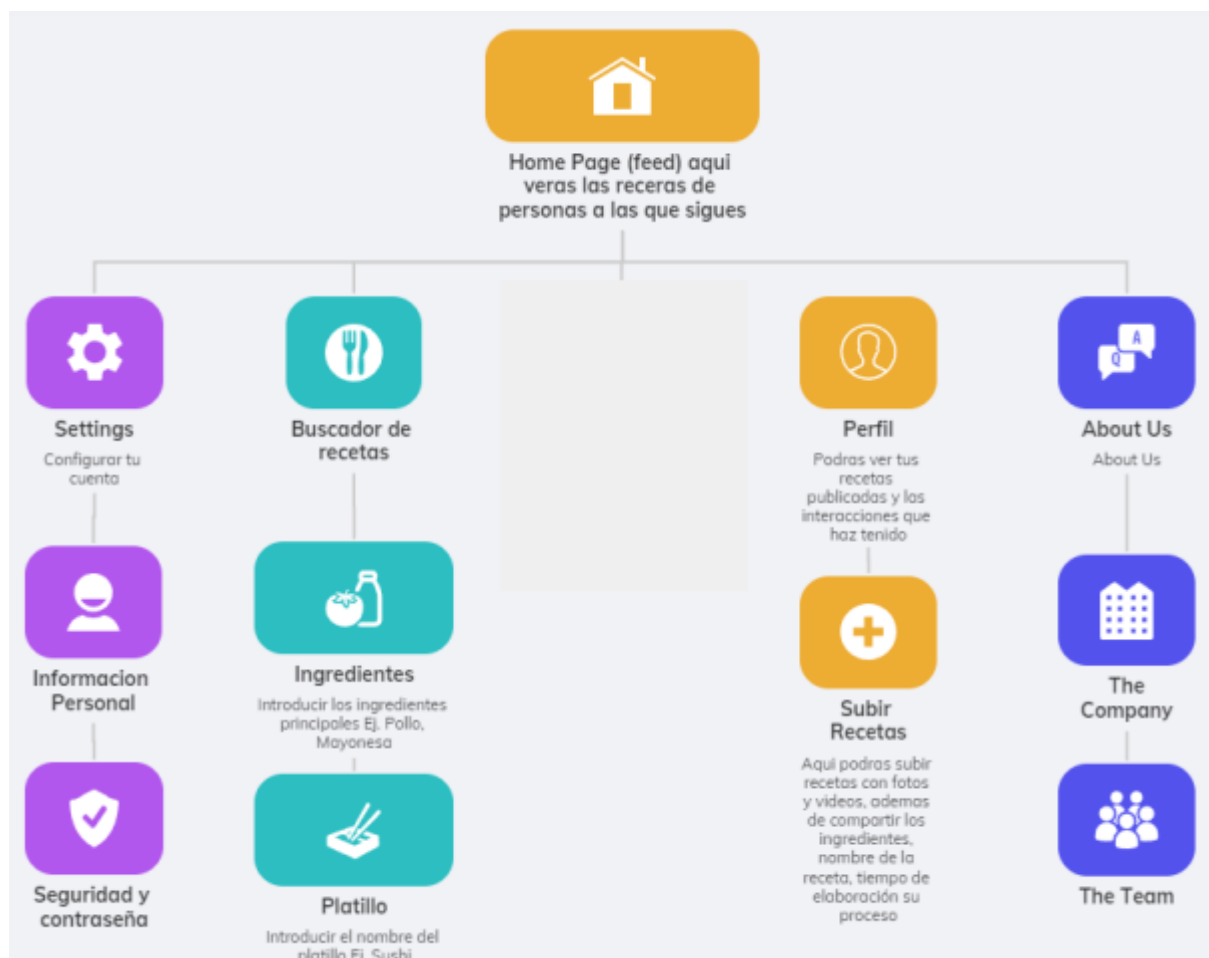 Home Page (feed) aqui
veras las receras de
personas a las que sigues
Settings
Configurar tu
cuenta
Informacion
Personal
Seguridad y
contraseña
Buscador de
recetas
Ingredientes
Introducir los ingredientes
principales Ej. Pollo,
Mayonesa
Platillo
Introducir el nombre del
platillo Ej. Sushi
Perfil
Podras ver tus
recetas
publicadas y las
interacciones que
haz tenido
Subir
Recetas
Aqui podras subir
recetas con fotos
y videos, ademas
de compartir los
ingredientes,
nombre de la
receta, tiempo de
elaboración su
proceso
Q
A
About Us
About Us
The
Company
The Team